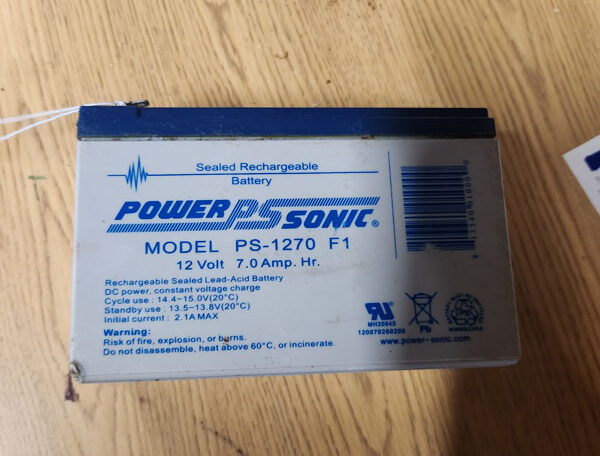 Sealed Rechargeable
Battery
POWER PS SONIC®
MODEL PS-1270 F1
12 Volt 7.0 Amp. Hr.
Rechargeable Sealed Lead-Acid Battery
DC power, constant voltage charge
Cycle use : 14.4~15.0V(20°C)
Standby use : 13.5~13.8V(20°C)
Initial current : 2.1A MAX
Warning:
Risk of fire, explosion, or burns.
Do not disassemble, heat above 60°C, or incinerate.
MH20845
Pb
www.power-sonic.com